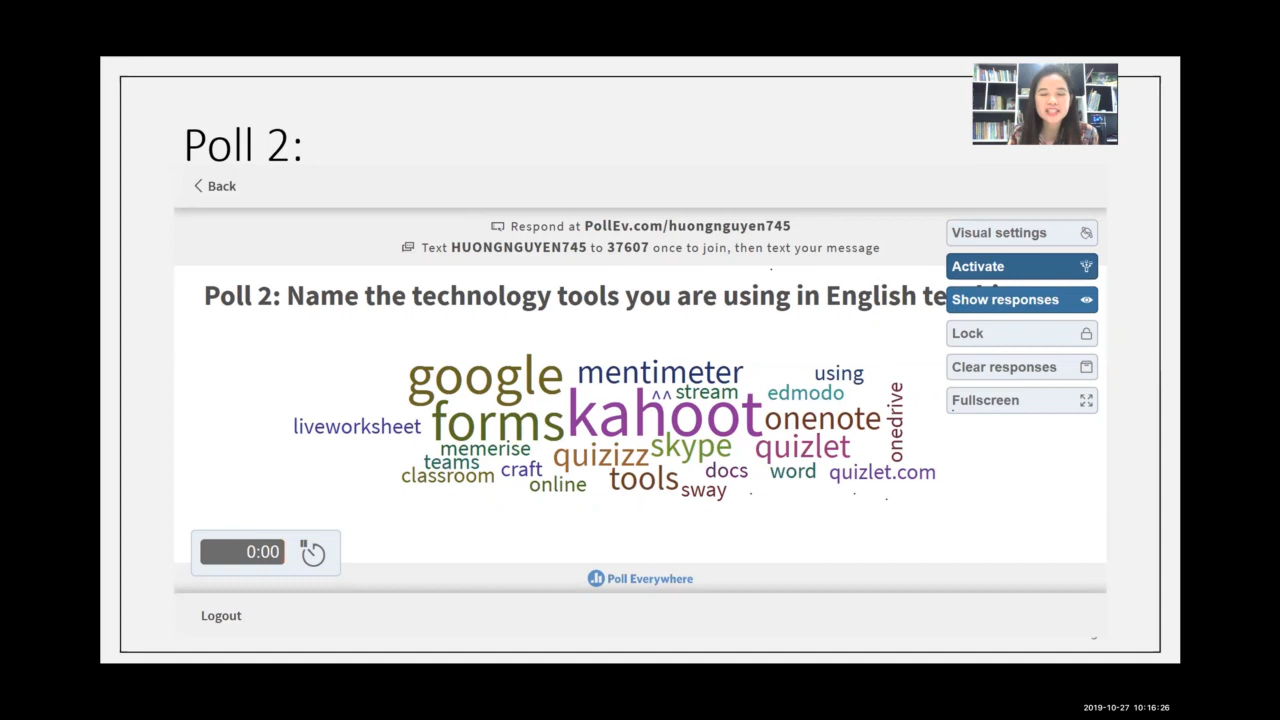 Poll 2:
Back
Respond at PollEv.com/huongnguyen745
Text HUONGNGUYEN745 to 37607 once to join, then text your message
Visual settings
Activate
Poll 2: Name the technology tools you are using in English
Show responses
Lock
Clear responses
Fullscreen
google
mentimeter
using
^^
stream
edmodo
onedrive
liveworksheet
forms
kahoot
onenote
memerise
quizizz
skype
quizlet
teams
classroom
craft
docs
word
quizlet.com
online
tools
sway
0:00
Poll Everywhere
Logout
2019-10-27 10:16:26